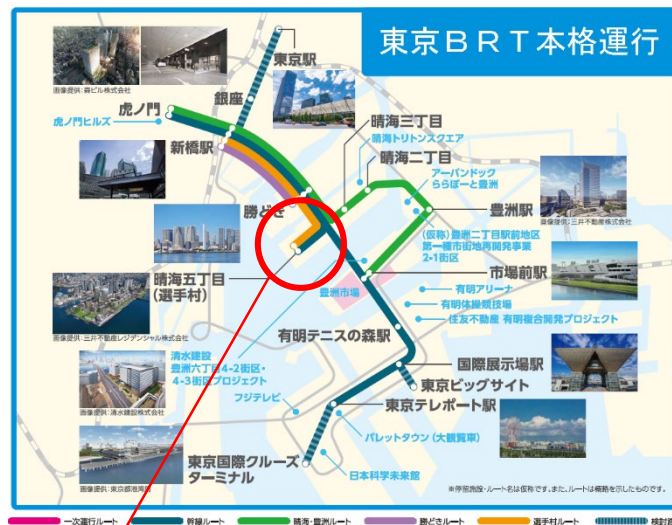 東京BRT本格運行
東京駅
画像提供:森ビル株式会社
銀座
虎ノ門
虎ノ門ヒルズ
新橋駅
晴海三丁目
晴海トリトンスクエア
晴海二丁目
アーバンドック
ららぽーと豊洲
勝どき
豊洲駅
画像提供:三井不動産株式会社
(仮称)豊洲二丁目駅前地区
第一種市街地再開発事業
2-1街区
晴海五丁目
(選手村)
市場前駅
豊洲市場
有明アリーナ
有明体操競技場
住友不動産 有明複合開発プロジェクト
画像提供:三井不動産レジデンシャル株式会社
有明テニスの森駅
清水建設
豊洲六丁目4-2街区・
4-3街区プロジェクト
国際展示場駅
東京ビッグサイト
フジテレビ
東京テレポート駅
画像提供:清水建設株式会社
パレットタウン(大観覧車)
東京国際クルーズ
ターミナル
日本科学未来館
画像提供:東京都港湾局
※停留施設・ルート名は仮称です。また、ルートは概略を示したものです。
一次運行ルート
幹線ルート
晴海・豊洲ルート
勝どきルート
選手村ルート